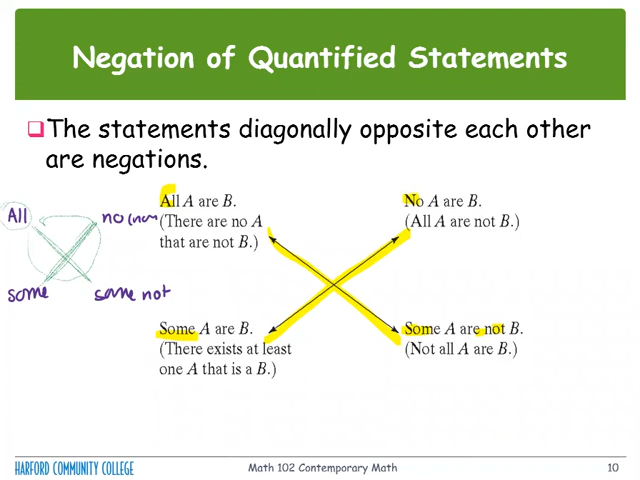 Negation of Quantified Statements
The statements diagonally opposite each other
are negations.
All
no (non
some
some not
All A are B.
(There are no A
that are not B.)
No A are B.
(All A are not B.)
Some A are B.
(There exists at least
one A that is a B.)
Some A are not B.
(Not all A are B.)
HARFORD COMMUNITY COLLEGE
Math 102 Contemporary Math
10